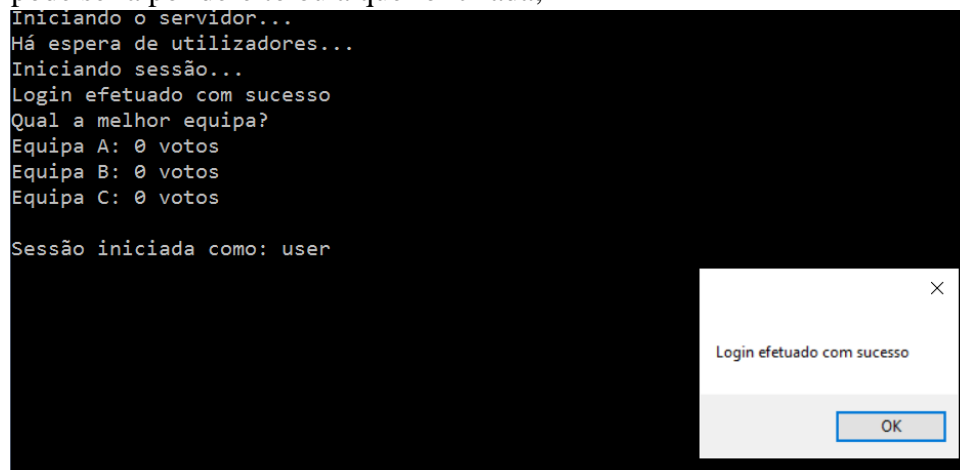 Iniciando o servidor...
Há espera de utilizadores...
Iniciando sessão...
Login efetuado com sucesso
Qual a melhor equipa?
Equipa A: 0 votos
Equipa B: 0 votos
Equipa C: 0 votos
Sessão iniciada como: user
Login efetuado com sucesso
OK